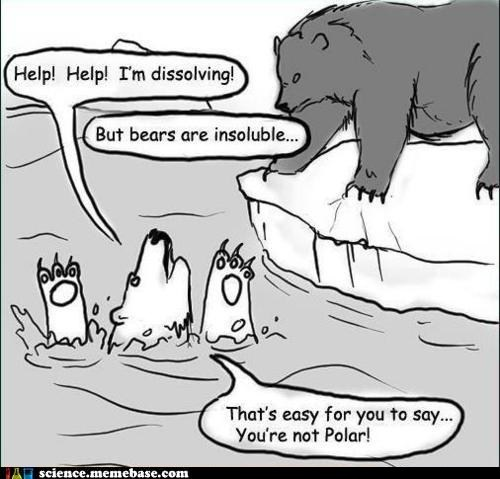 Help!  Help!  I'm dissolving!
But bears are insoluble...
That's easy for you to say...
You're not Polar!
science.memebase.com